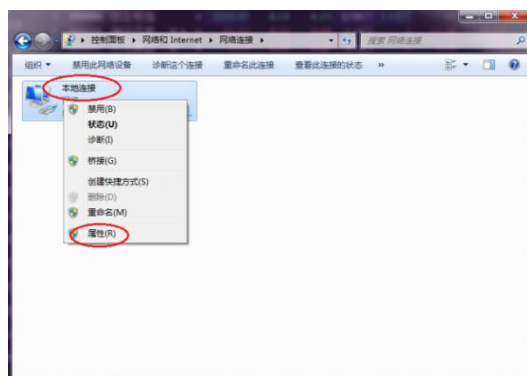 控制面板 ▸ 网络和 Internet ▸ 网络连接 ▸
搜索 网络连接
组织 禁用此网络设备 诊断这个连接 重命名此连接 查看此连接的状态 »
本地连接
禁用(B)
状态(U)
诊断(I)
桥接(G)
创建快捷方式(S)
删除(D)
重命名(M)
属性(R)